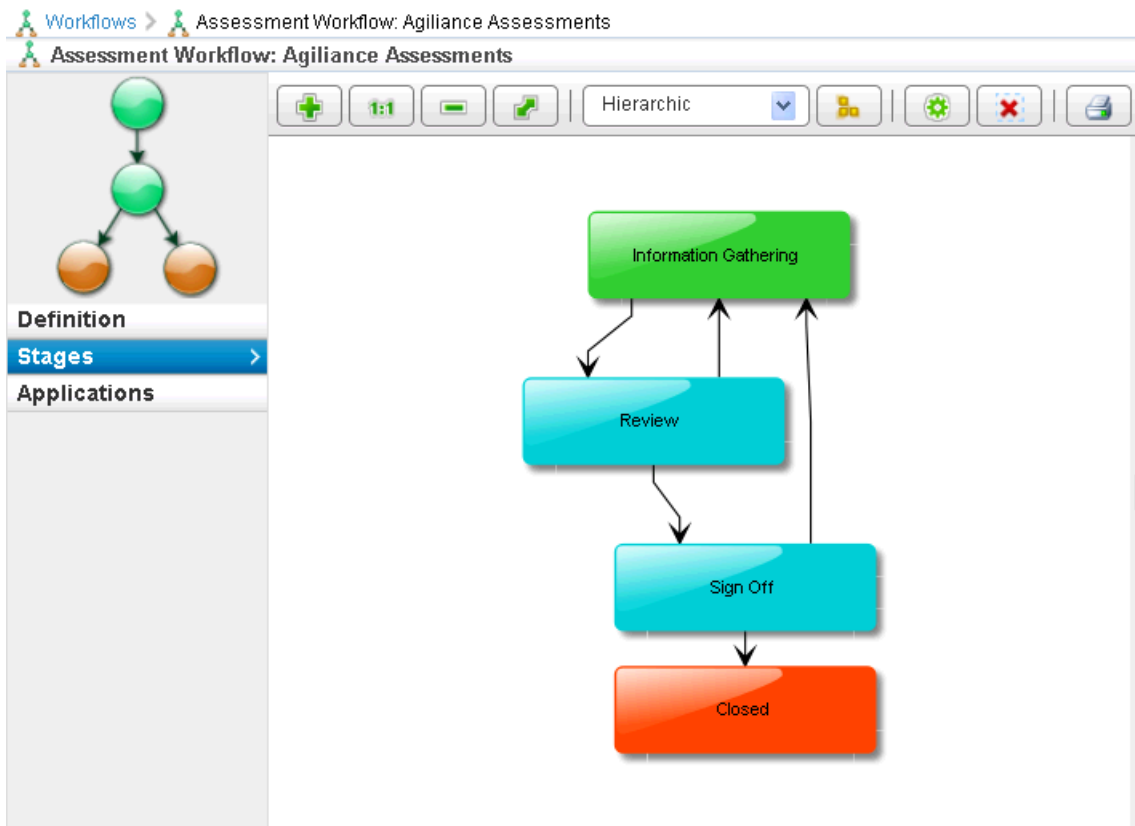 Workflows > Assessment Workflow: Agiliance Assessments
Assessment Workflow: Agiliance Assessments
1:1
Hierarchic
Definition
Stages >
Applications
Information Gathering
Review
Sign Off
Closed